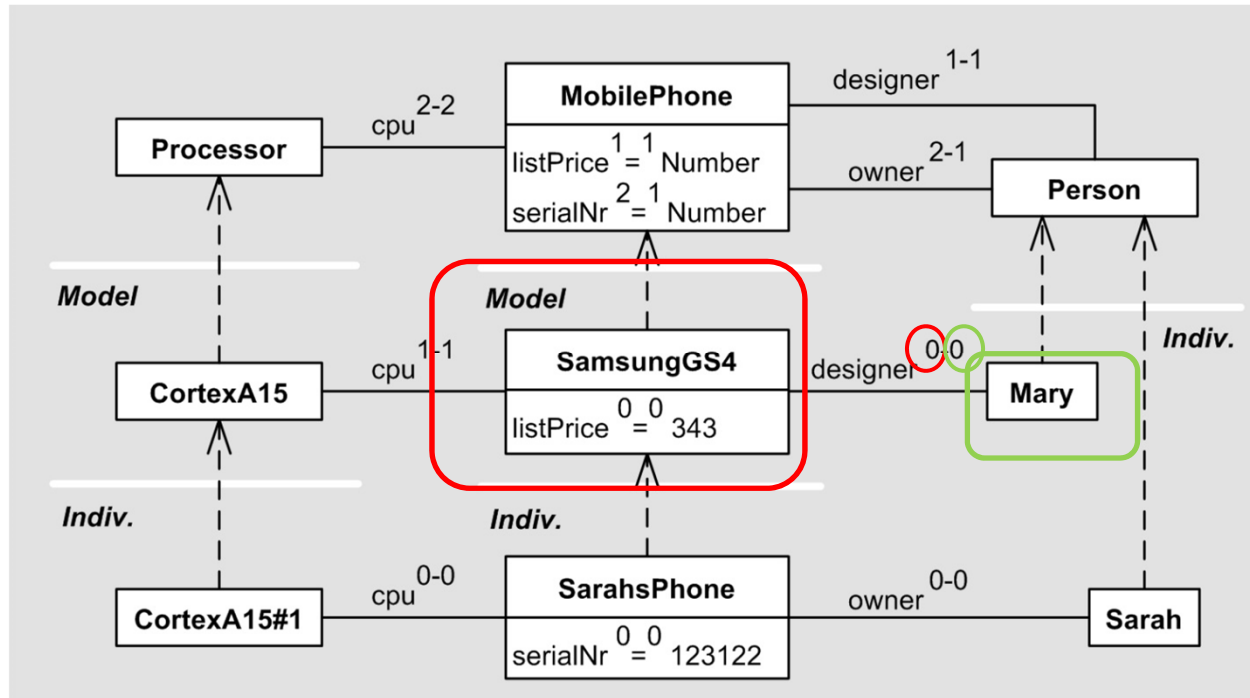 designer 1-1
MobilePhone
cpu 2-2
Processor
listPrice 1 = 1 Number
owner 2-1
Person
serialNr 2 = 1 Number
Model
Model
Indiv.
cpu 1-1
SamsungGS4
designer 0-0
CortexA15
Mary
listPrice 0 = 0 343
Indiv.
Indiv.
cpu 0-0
SarahsPhone
owner 0-0
CortexA15#1
Sarah
serialNr 0 = 0 123122